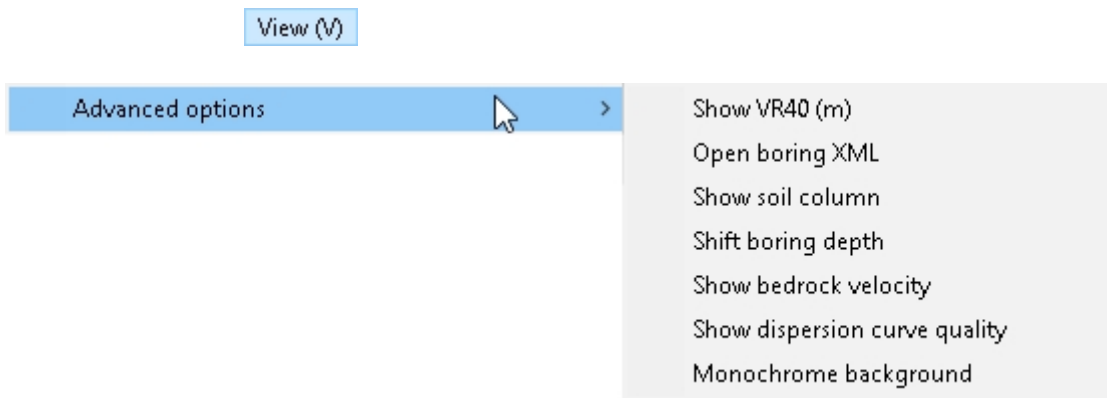 View (V)
Advanced options > Show VR40 (m)
Open boring XML
Show soil column
Shift boring depth
Show bedrock velocity
Show dispersion curve quality
Monochrome background